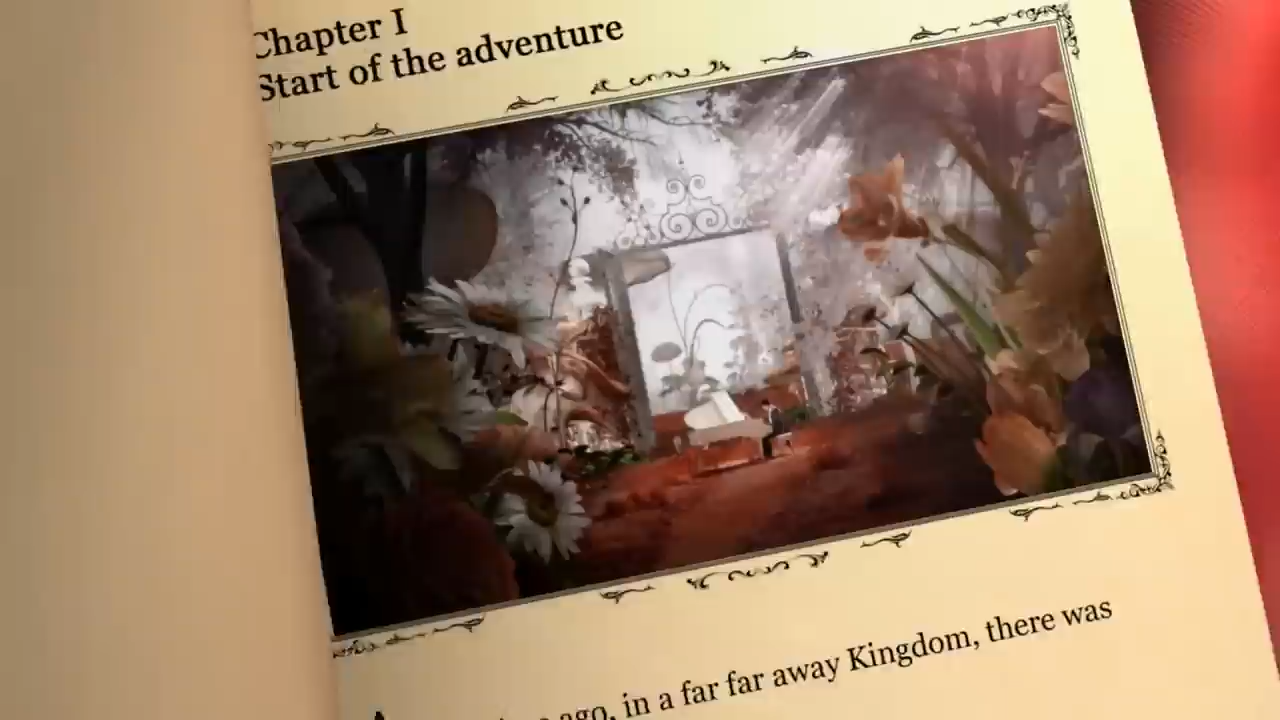 Chapter I
Start of the adventure
ago, in a far far away Kingdom, there was